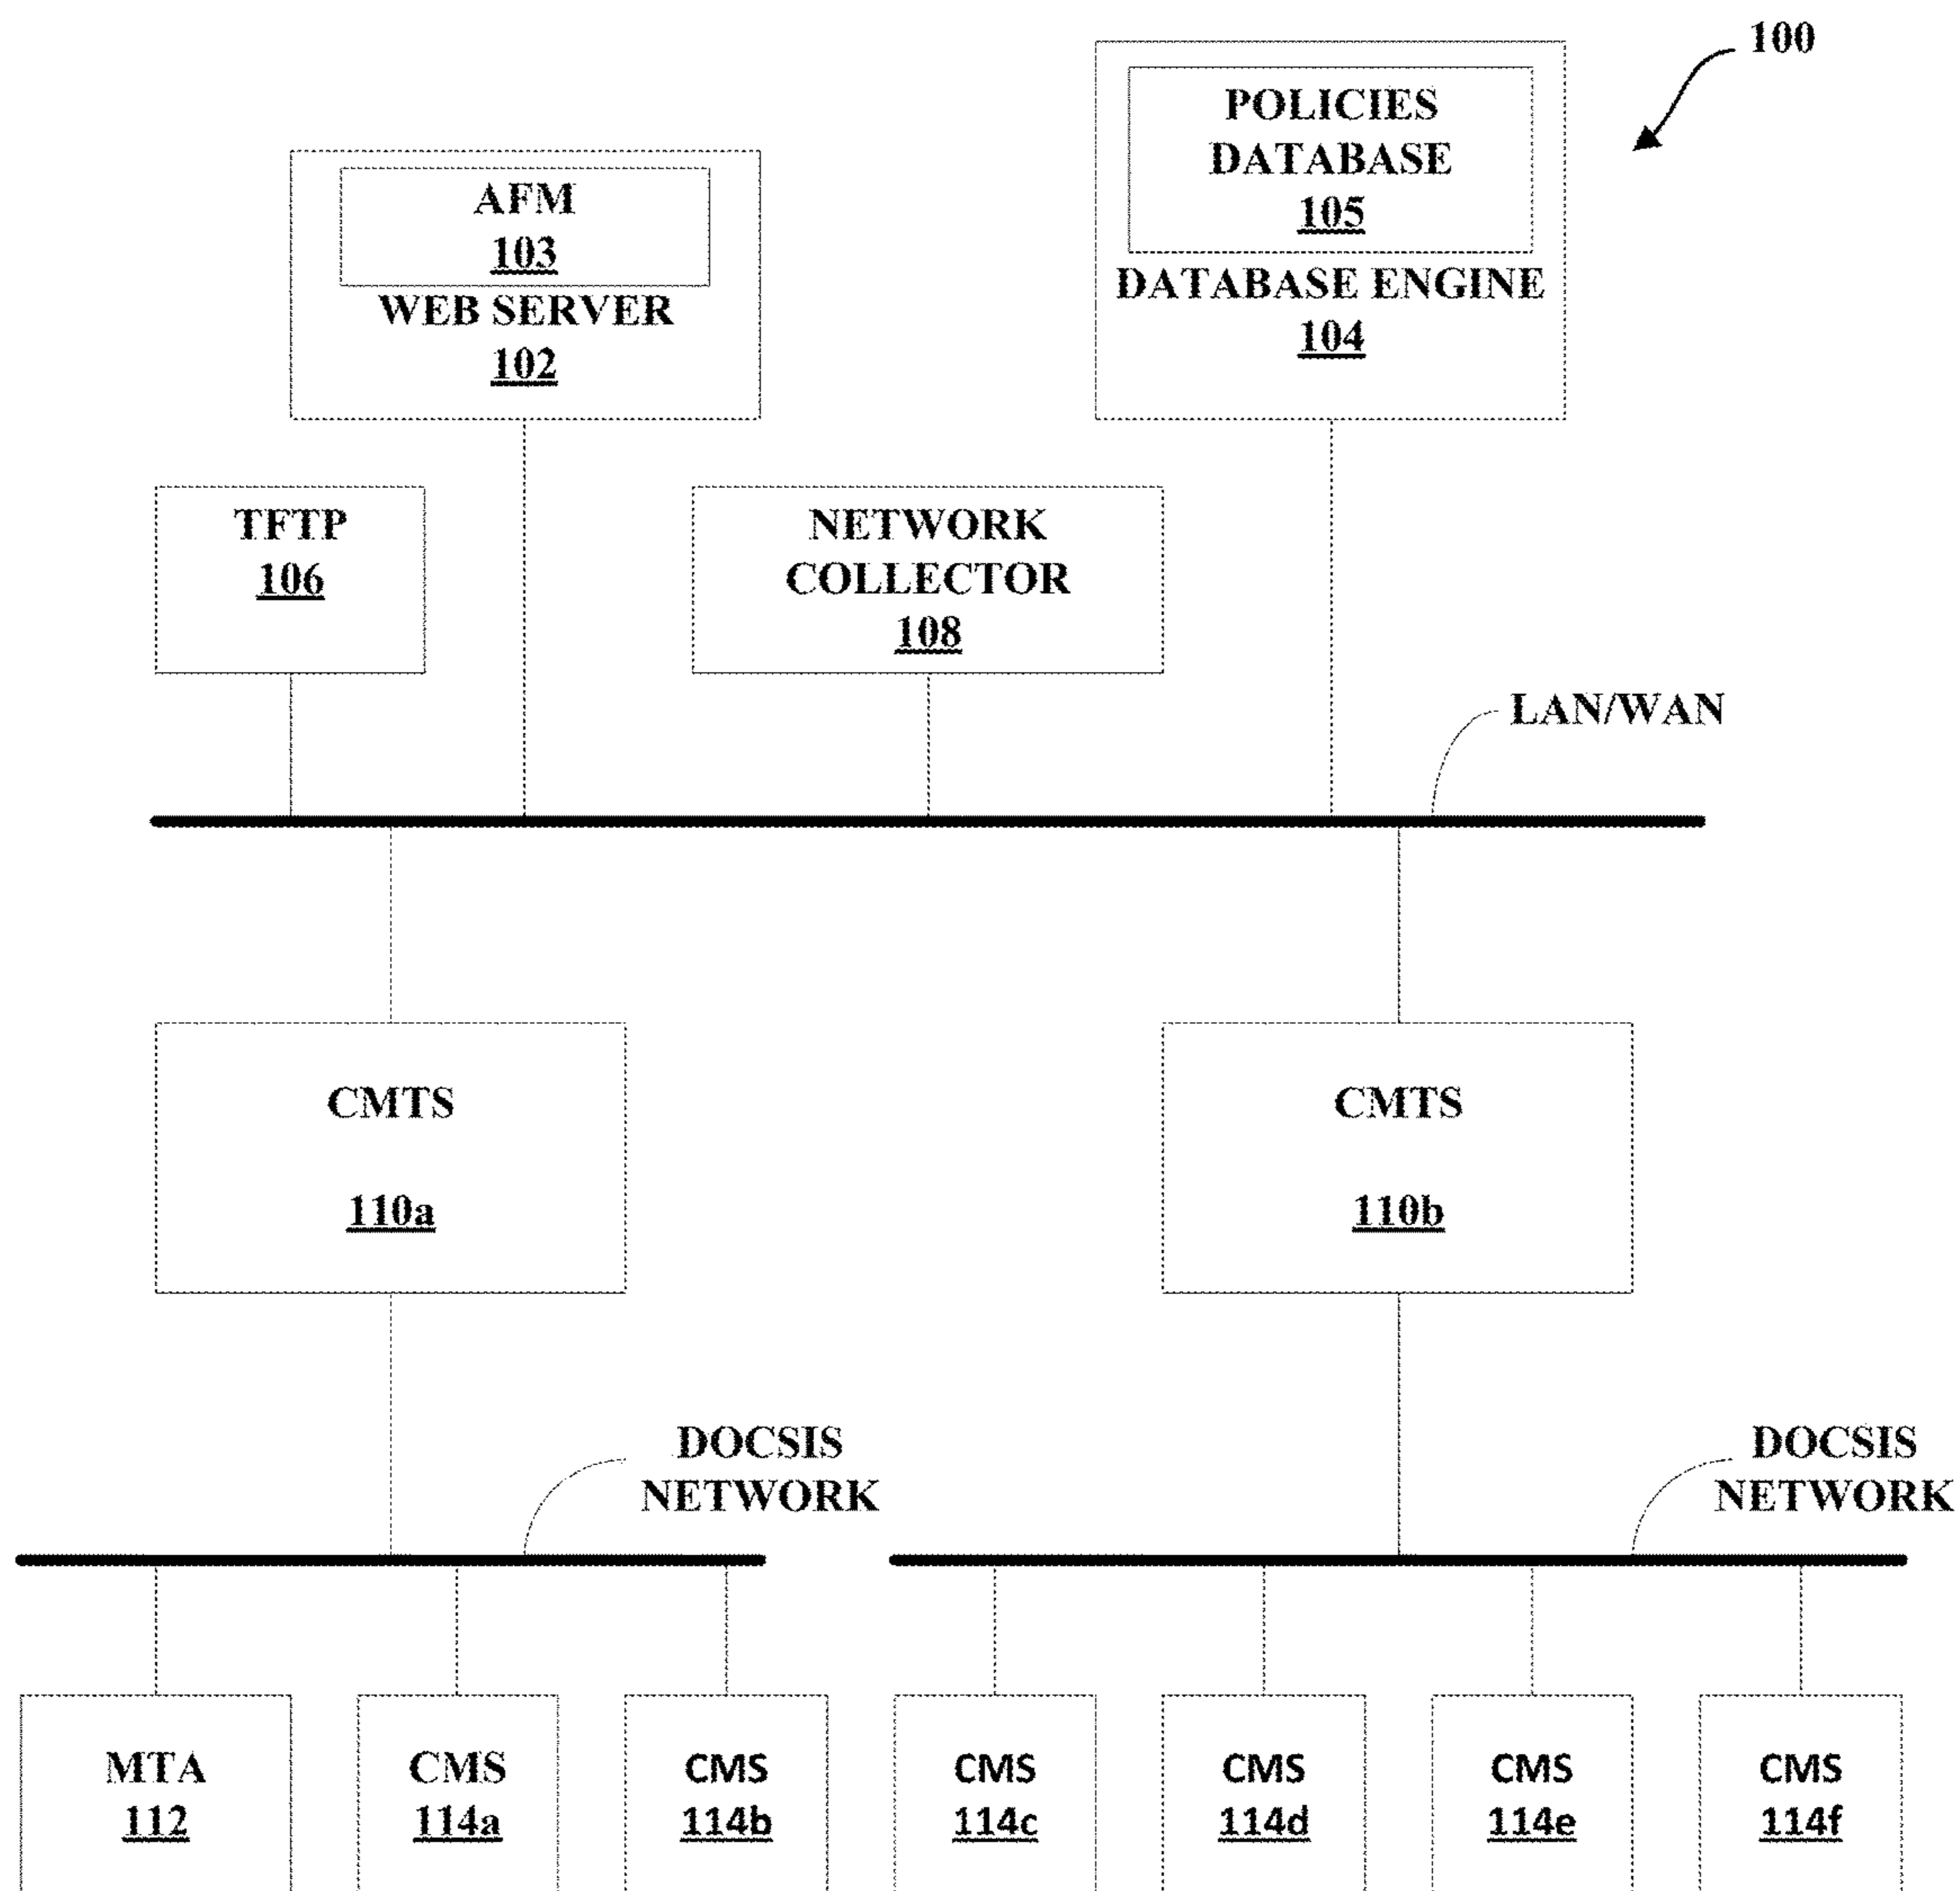 100
POLICIES
DATABASE
105
DATABASE ENGINE
104
AFM
103
WEB SERVER
102
TFTP
106
NETWORK
COLLECTOR
108
LAN/WAN
CMTS
110a
CMTS
110b
DOCSIS
NETWORK
DOCSIS
NETWORK
MTA
112
CMS
114a
CMS
114b
CMS
114c
CMS
114d
CMS
114e
CMS
114f